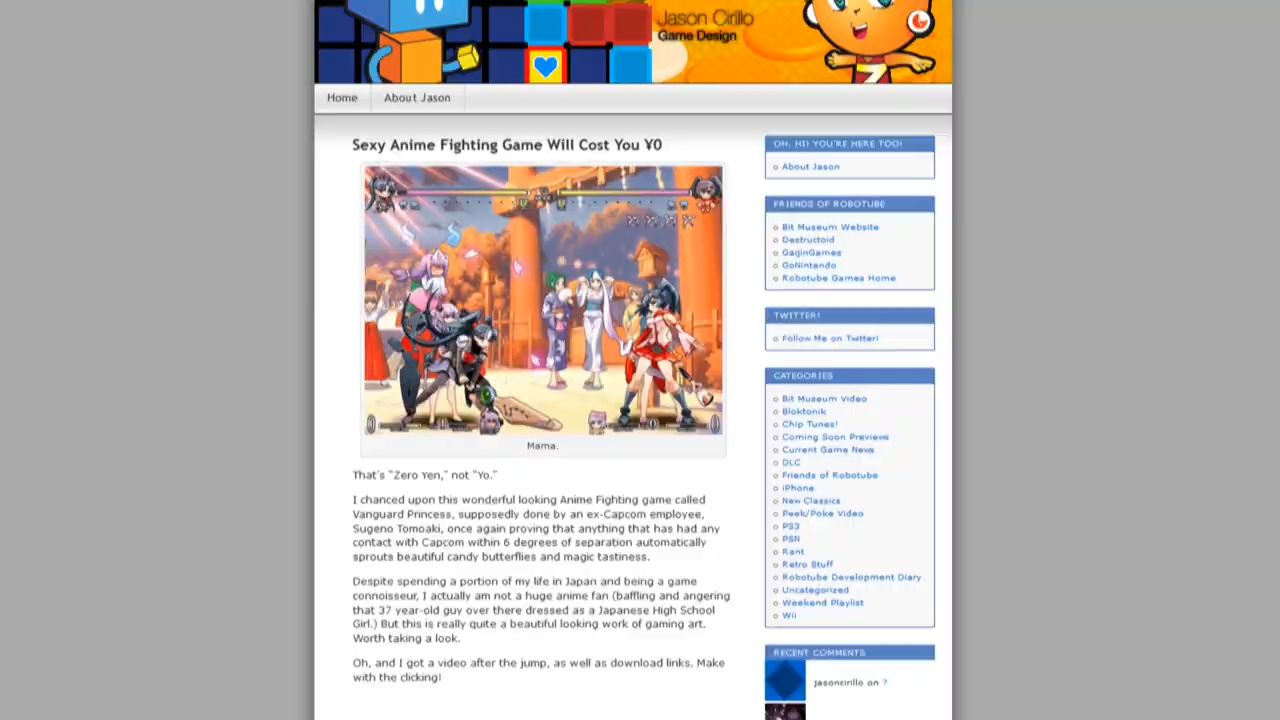 Jason Cirillo
Game Design
Home
About Jason
Sexy Anime Fighting Game Will Cost You ¥0
Mama.
That's "Zero Yen," not "Yo."
I chanced upon this wonderful looking Anime Fighting game called
Vanguard Princess, supposedly done by an ex-Capcom employee,
Sugeno Tomoaki, once again proving that anything that has had any
contact with Capcom within 6 degrees of separation automatically
sprouts beautiful candy butterflies and magic tastiness.
Despite spending a portion of my life in Japan and being a game
connoisseur, I actually am not a huge anime fan (baffling and angering
that 37 year-old guy over there dressed as a Japanese High School
Girl.) But this is really quite a beautiful looking work of gaming art.
Worth taking a look.
Oh, and I got a video after the jump, as well as download links. Make
with the clicking!
OH, HI! YOU'RE HERE TOO!
About Jason
FRIENDS OF ROBOTUBE
Bit Museum Website
Destructoid
GaijinGames
GoNintendo
Robotube Games Home
TWITTER!
Follow Me on Twitter!
CATEGORIES
Bit Museum Video
Bloktonik
Chip Tunes!
Coming Soon Previews
Current Game News
DLC
Friends of Robotube
iPhone
New Classics
Peek/Poke Video
PS3
PSN
Rant
Retro Stuff
Robotube Development Diary
Uncategorized
Weekend Playlist
Wii
RECENT COMMENTS
jasoncirillo on ?